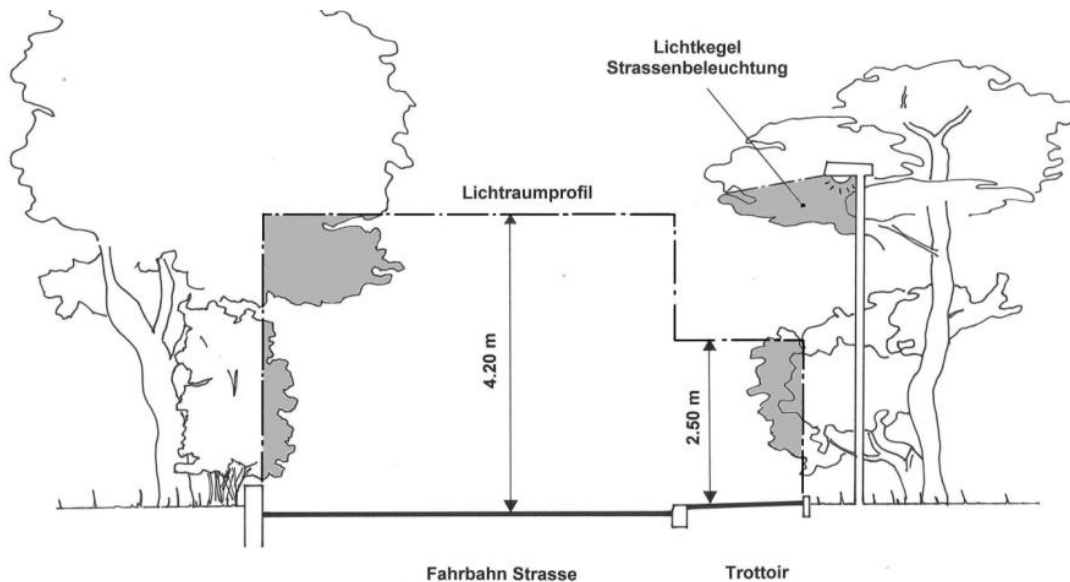 Lichtkegel
Strassenbeleuchtung
Lichtraumprofil
4.20 m
2.50 m
Fahrbahn Strasse
Trottoir